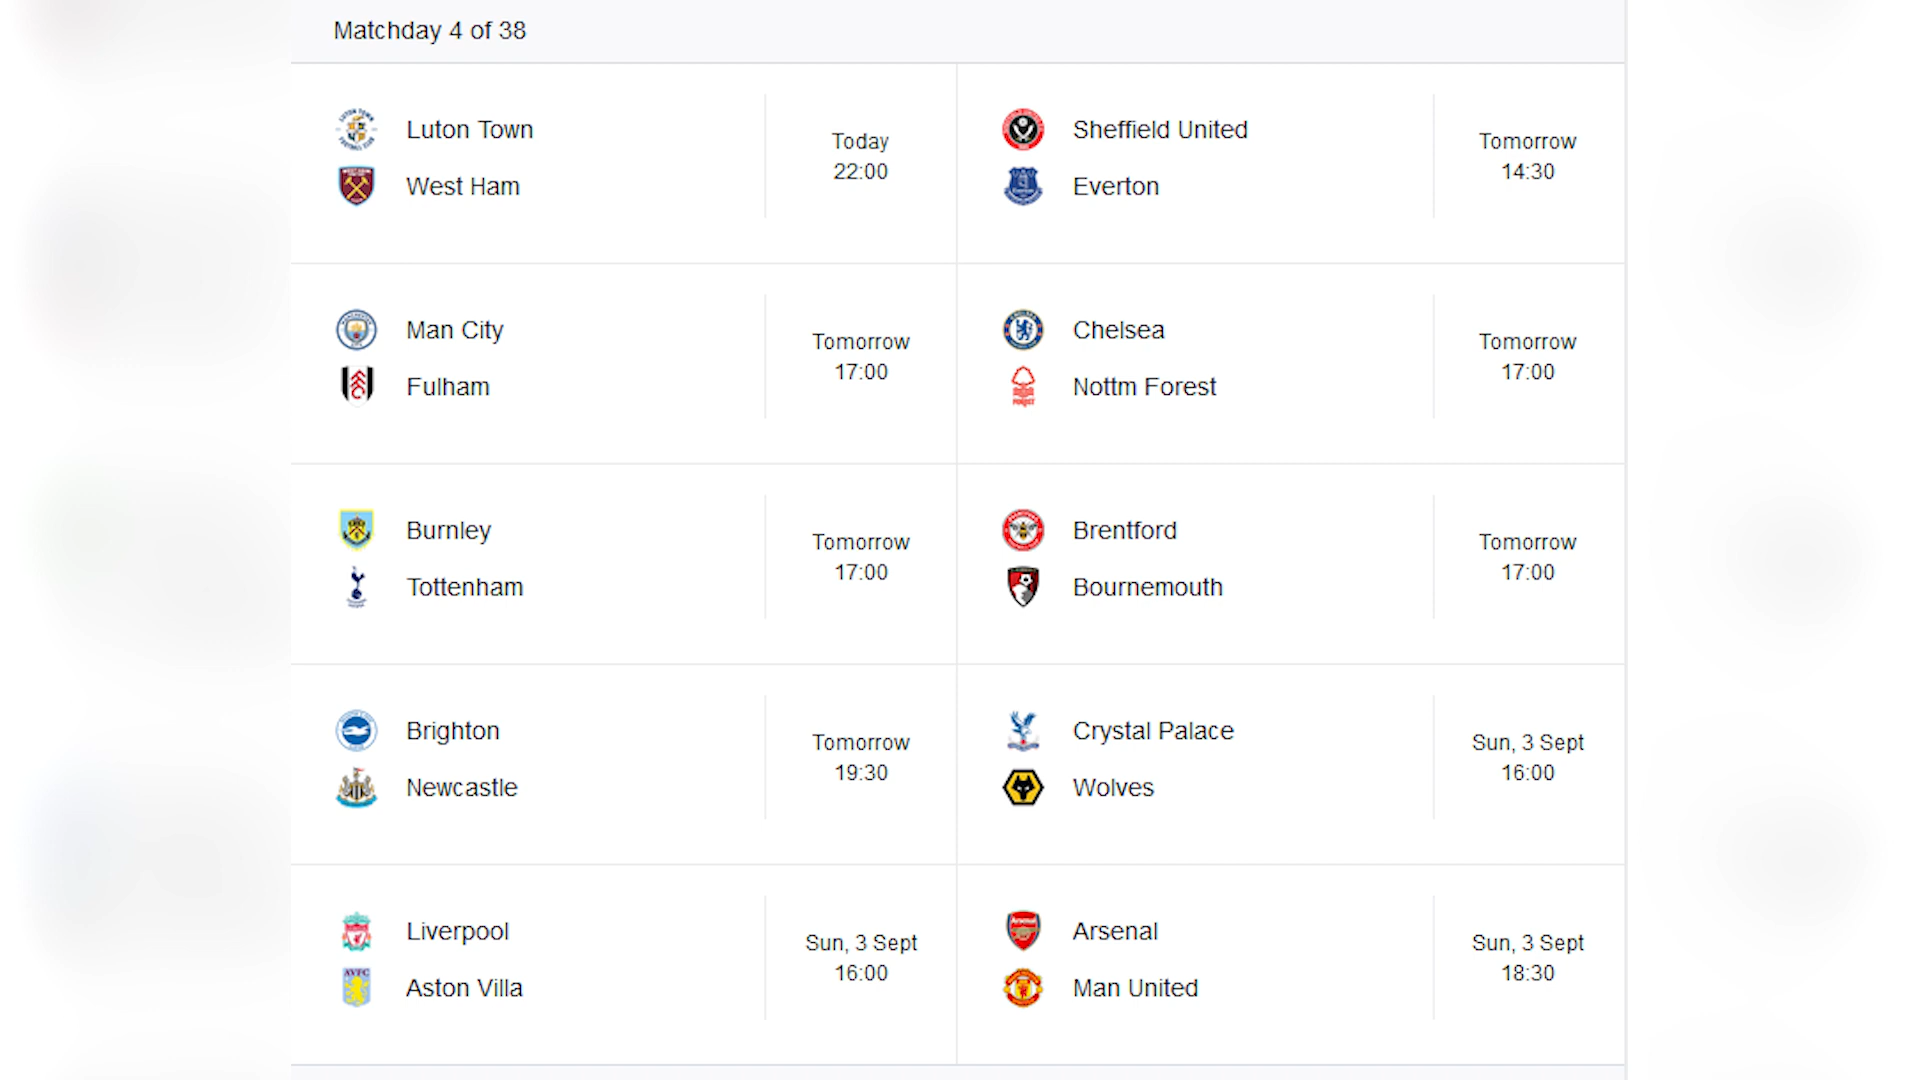 Matchday 4 of 38
Luton Town
West Ham
Today
22:00
Sheffield United
Everton
Tomorrow
14:30
Man City
Fulham
Tomorrow
17:00
Chelsea
Nottm Forest
Tomorrow
17:00
Burnley
Tottenham
Tomorrow
17:00
Brentford
Bournemouth
Tomorrow
17:00
Brighton
Newcastle
Tomorrow
19:30
Crystal Palace
Wolves
Sun, 3 Sept
16:00
Liverpool
AVFC
Aston Villa
Sun, 3 Sept
16:00
Arsenal
Arsenal
Man United
Sun, 3 Sept
18:30